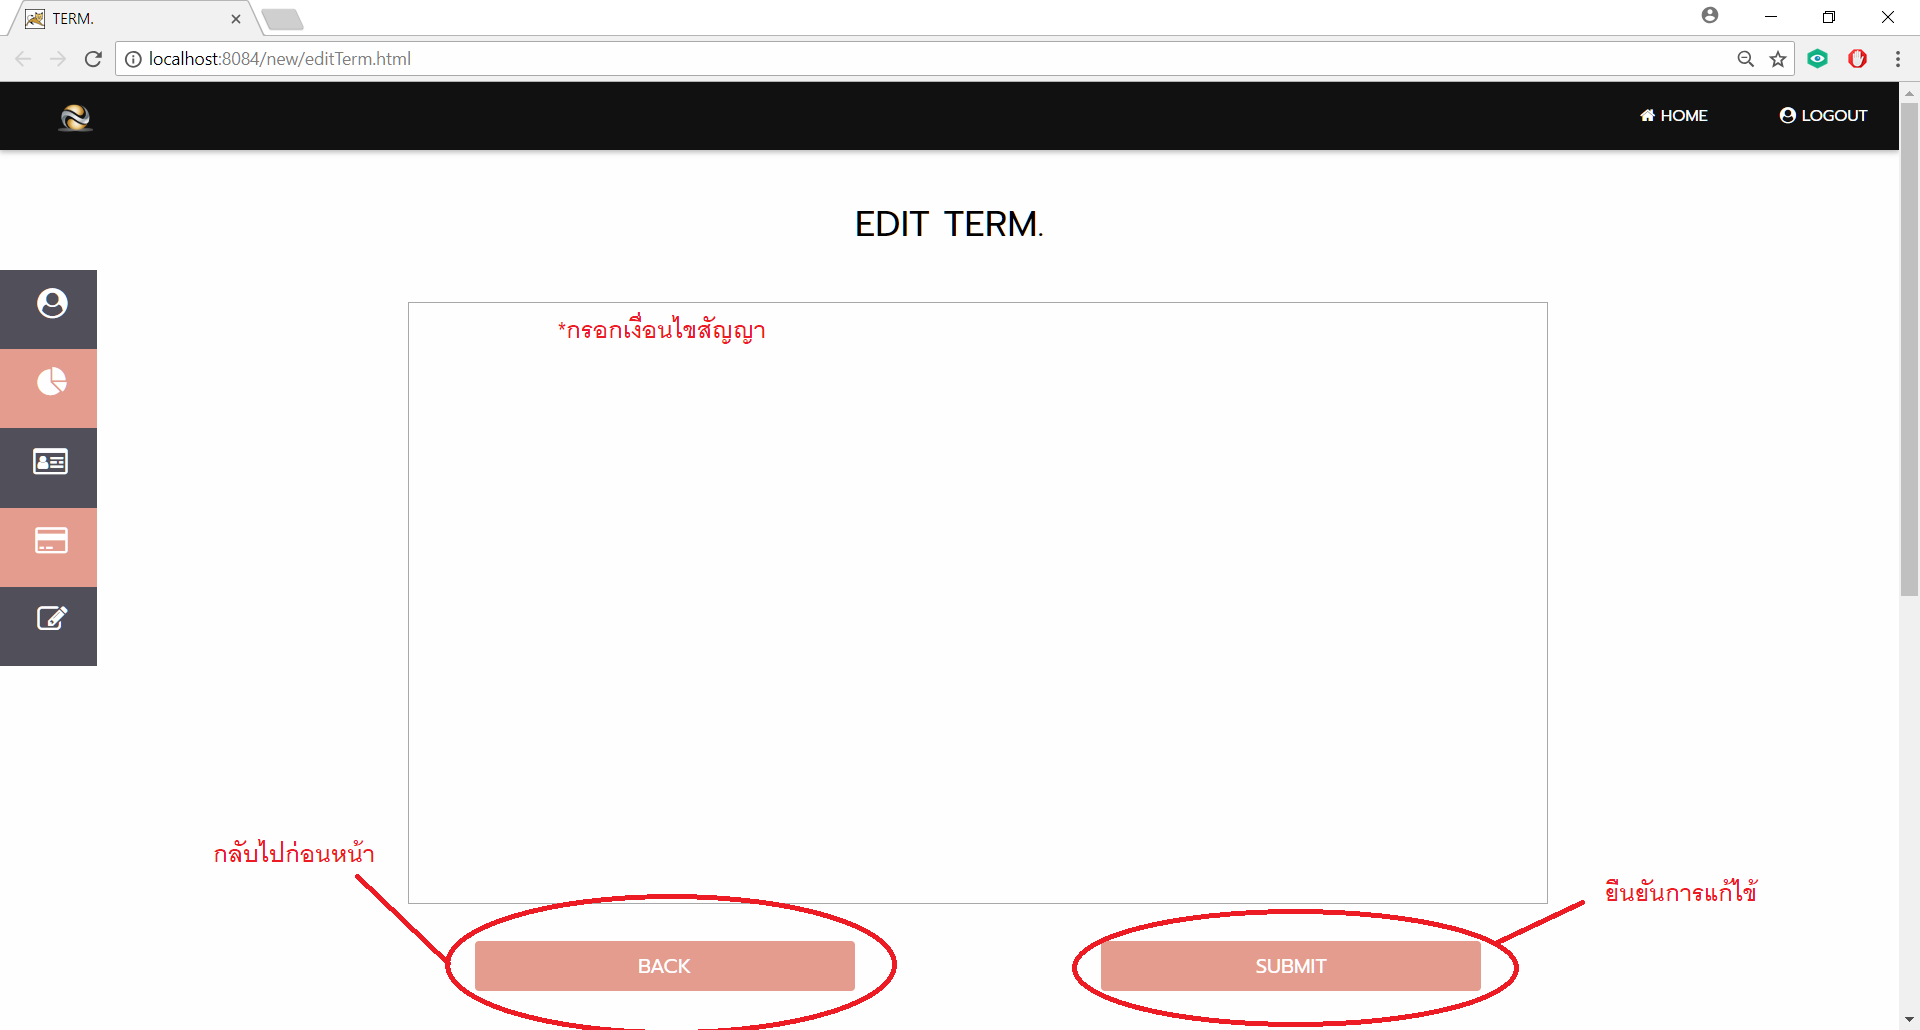 TERM.
localhost:8084/new/editTerm.html
HOME
LOGOUT
EDIT TERM.
*กรอกเงื่อนไขสัญญา
กลับไปก่อนหน้า
ยืนยันการแก้ไข้
BACK
SUBMIT